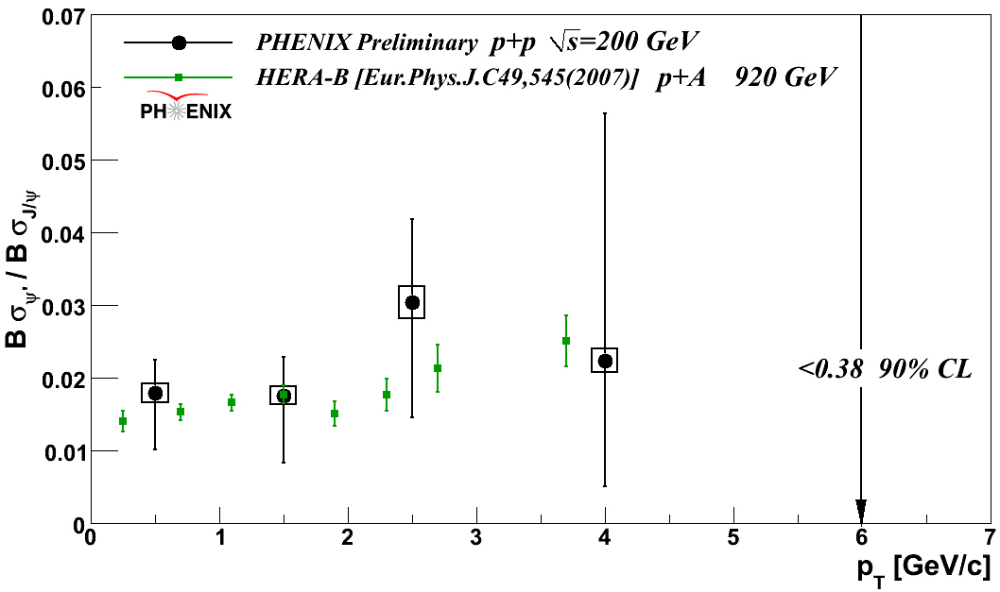 0.07
PHENIX Preliminary p+p √s=200 GeV
HERA-B [Eur.Phys.J.C49,545(2007)] p+A 920 GeV
PH ENIX
0.06
0.05
0.04
0.03
0.02
0.01
0
B σψ' / B σJ/ψ
<0.38 90% CL
0 1 2 3 4 5 6 7
pT [GeV/c]